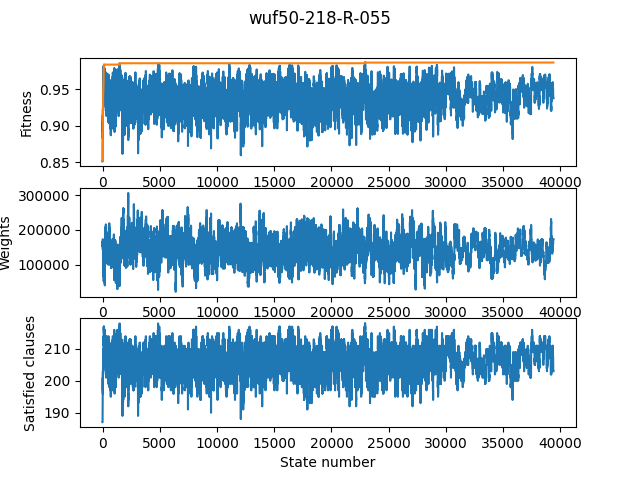 wuf50-218-R-055
Fitness
0.95
0.90
0.85
0 5000 10000 15000 20000 25000 30000 35000 40000
Weights
300000
200000
100000
0 5000 10000 15000 20000 25000 30000 35000 40000
Satisfied clauses
210
200
190
0 5000 10000 15000 20000 25000 30000 35000 40000
State number